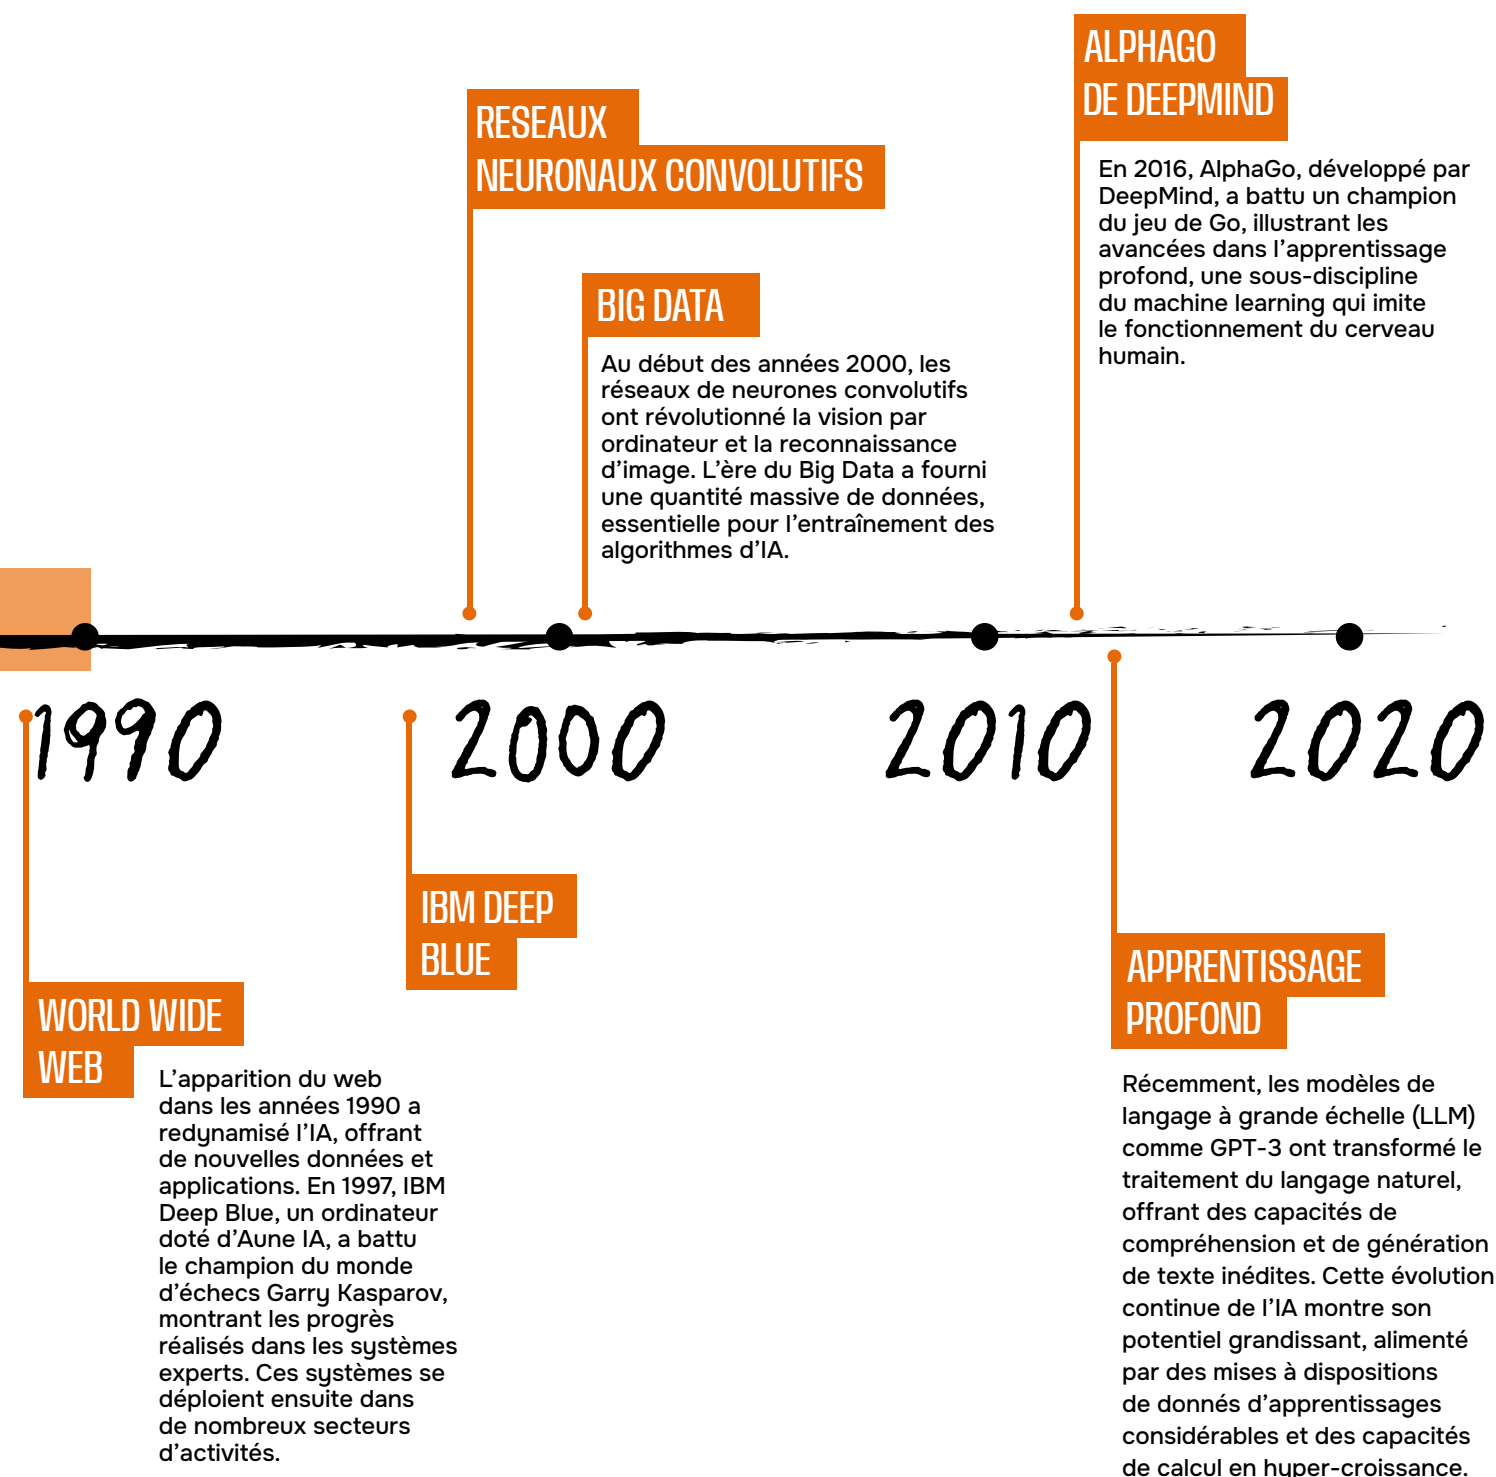 ALPHAGO
DE DEEPMIND
En 2016, AlphaGo, développé par
DeepMind, a battu un champion
du jeu de Go, illustrant les
avancées dans l’apprentissage
profond, une sous-discipline
du machine learning qui imite
le fonctionnement du cerveau
humain.
RESEAUX
NEURONAUX CONVOLUTIFS
BIG DATA
Au début des années 2000, les
réseaux de neurones convolutifs
ont révolutionné la vision par
ordinateur et la reconnaissance
d’image. L’ère du Big Data a fourni
une quantité massive de données,
essentielle pour l’entraînement des
algorithmes d’IA.
1990
2000
2010
2020
IBM DEEP
BLUE
WORLD WIDE
WEB
L’apparition du web
dans les années 1990 a
redynamisé l’IA, offrant
de nouvelles données et
applications. En 1997, IBM
Deep Blue, un ordinateur
doté d’Aune IA, a battu
le champion du monde
d’échecs Garry Kasparov,
montrant les progrès
réalisés dans les systèmes
experts. Ces systèmes se
déploient ensuite dans
de nombreux secteurs
d’activités.
APPRENTISSAGE
PROFOND
Récemment, les modèles de
langage à grande échelle (LLM)
comme GPT-3 ont transformé le
traitement du langage naturel,
offrant des capacités de
compréhension et de génération
de texte inédites. Cette évolution
continue de l’IA montre son
potentiel grandissant, alimenté
par des mises à dispositions
de donnés d’apprentissages
considérables et des capacités
de calcul en hyper-croissance.